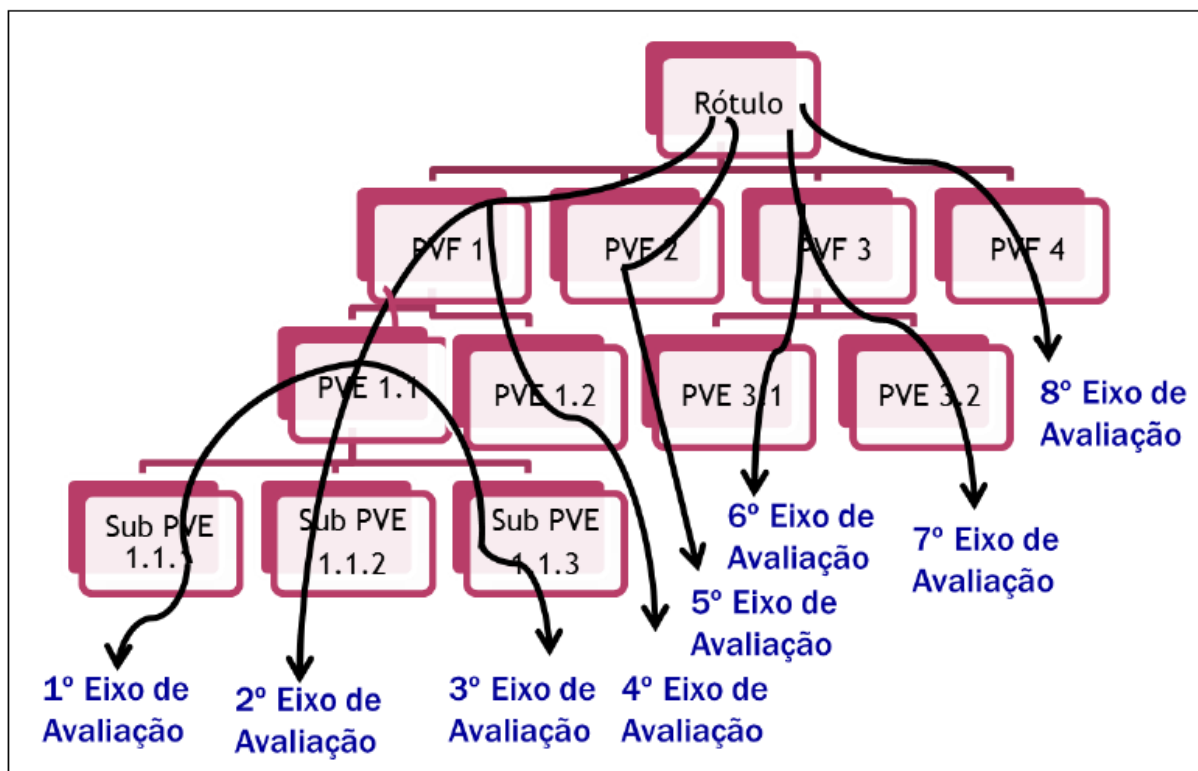 Rótulo
PVF 1
PVF 2
PVF 3
PVF 4
PVE 1.1
PVE 1.2
PVE 3.1
PVE 3.2
Sub PVE
1.1.1
Sub PVE
1.1.2
Sub PVE
1.1.3
1º Eixo de
Avaliação
2º Eixo de
Avaliação
3º Eixo de
Avaliação
4º Eixo de
Avaliação
5º Eixo de
Avaliação
6º Eixo de
Avaliação
7º Eixo de
Avaliação
8º Eixo de
Avaliação